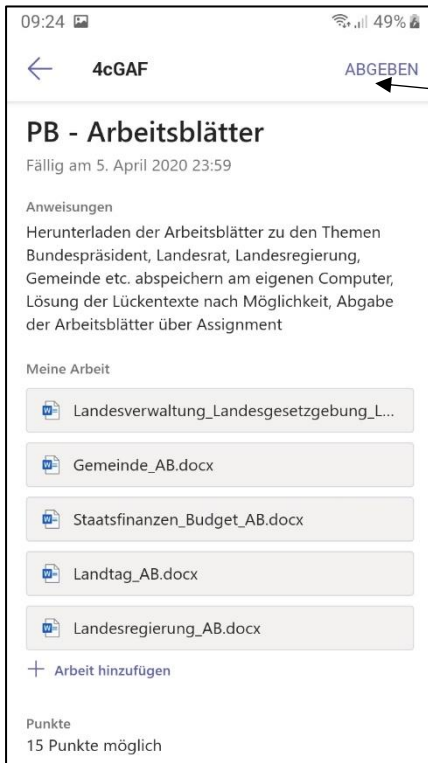 09:24 49%
4cGAF ABGEBEN
PB - Arbeitsblätter
Fällig am 5. April 2020 23:59
Anweisungen
Herunterladen der Arbeitsblätter zu den Themen
Bundespräsident, Landesrat, Landesregierung,
Gemeinde etc. abspeichern am eigenen Computer,
Lösung der Lückentexte nach Möglichkeit, Abgabe
der Arbeitsblätter über Assignment
Meine Arbeit
Landesverwaltung_Landesgesetzgebung_L...
Gemeinde_AB.docx
Staatsfinanzen_Budget_AB.docx
Landtag_AB.docx
Landesregierung_AB.docx
+ Arbeit hinzufügen
Punkte
15 Punkte möglich